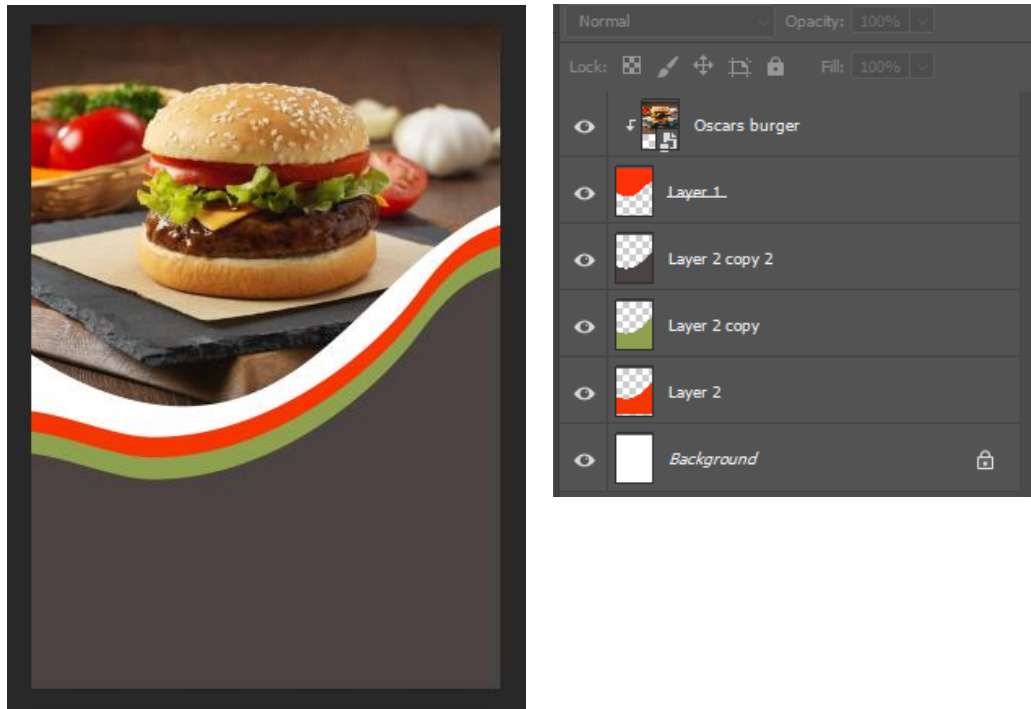 Normal Opacity: 100%
Lock: Fill: 100%
Oscars burger
Layer 1
Layer 2 copy 2
Layer 2 copy
Layer 2
Background